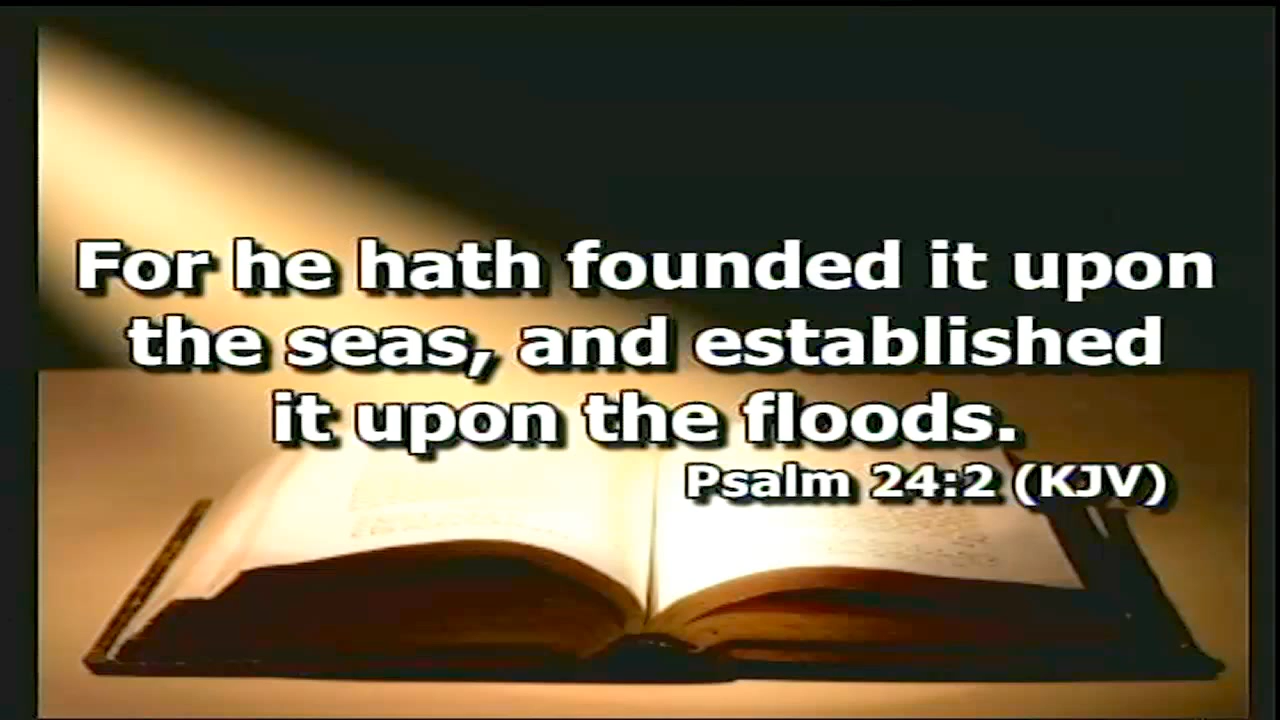 For he hath founded it upon
the seas, and established
it upon the floods.
Psalm 24:2 (KJV)